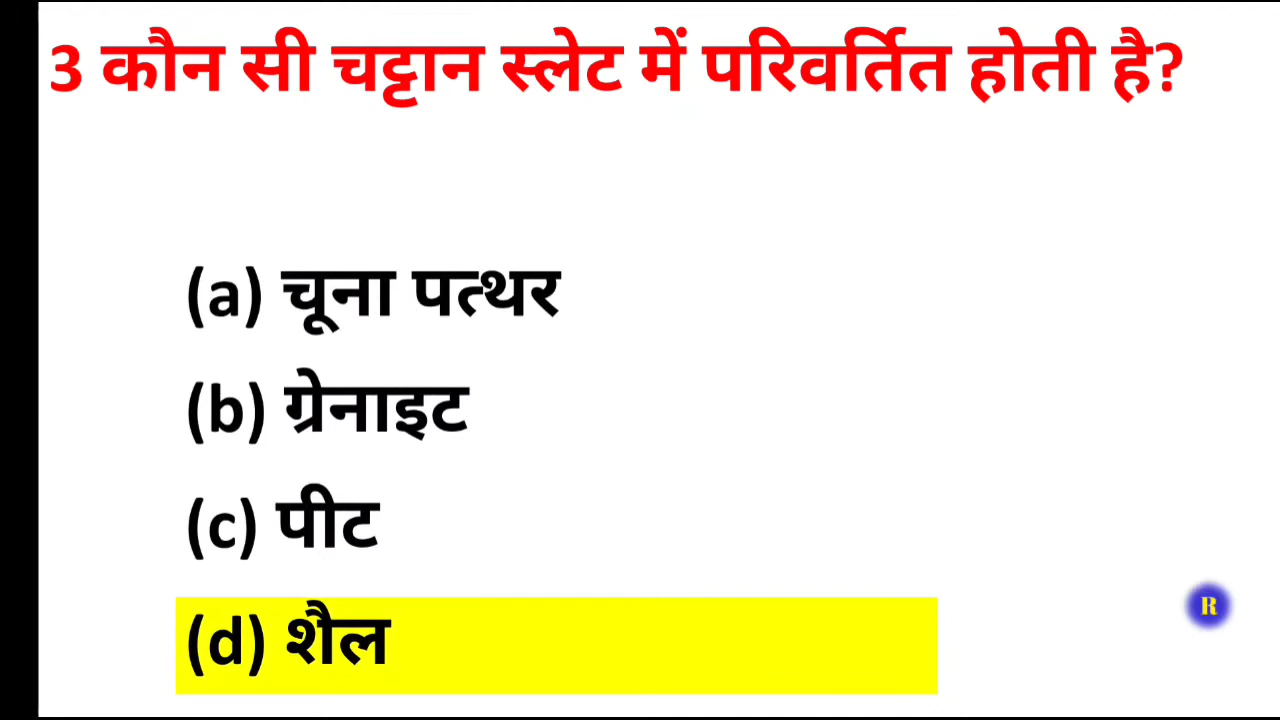 3 कौन सी चट्टान स्लेट में परिवर्तित होती है?
(a) चूना पत्थर
(b) ग्रेनाइट
(c) पीट
(d) शैल
R